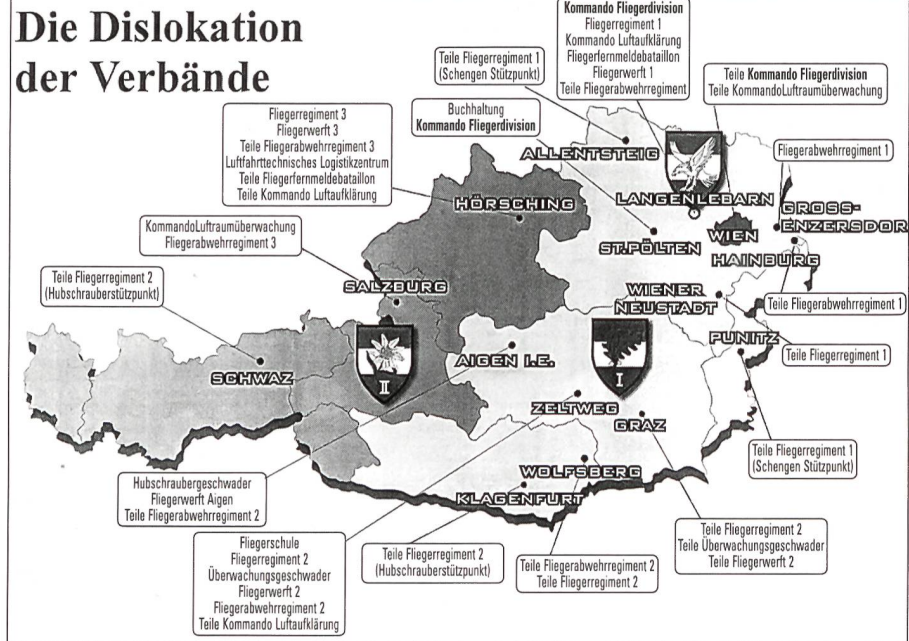 Die Dislokation
der Verbände
Kommando Fliegerdivision
Fliegerregiment 1
Kommando Luftaufklärung
Fliegerfernmeldebataillon
Fliegerwerft 1
Teile Fliegerabwehrregiment
Teile Fliegerregiment 1
(Schengen Stützpunkt)
Teile Kommando Fliegerdivision
Teile KommandoLuftraumüberwachung
Buchhaltung
Kommando Fliegerdivision
Fliegerregiment 3
Fliegerwerft 3
Teile Fliegerabwehrregiment 3
Luftfahrttechnisches Logistikzentrum
Teile Fliegerfernmeldebataillon
Teile Kommando Luftaufklärung
Fliegerabwehrregiment 1
KommandoLuftraumüberwachung
Fliegerabwehrregiment 3
Teile Fliegerregiment 2
(Hubschrauberstützpunkt)
ALLENTSTEIG
LANGENLEBARN
HÖRSCHING
GROSS-
ENZERSDOR
WIEN
ST.PÖLTEN
HAINBURG
SALZBURG
WIENER
NEUSTADT
Teile Fliegerabwehrregiment 1
PUNITZ
Teile Fliegerregiment 1
AIGEN I.E.
SCHWAZ
II
I
ZELTWEG
GRAZ
WOLFSBERG
KLAGENFURT
Teile Fliegerregiment 1
(Schengen Stützpunkt)
Hubschraubergeschwader
Fliegerwerft Aigen
Teile Fliegerabwehrregiment 2
Fliegerschule
Fliegerregiment 2
Überwachungsgeschwader
Fliegerwerft 2
Fliegerabwehrregiment 2
Teile Kommando Luftaufklärung
Teile Fliegerregiment 2
(Hubschrauberstützpunkt)
Teile Fliegerabwehrregiment 2
Teile Fliegerregiment 2
Teile Fliegerregiment 2
Teile Überwachungsgeschwader
Teile Fliegerwerft 2